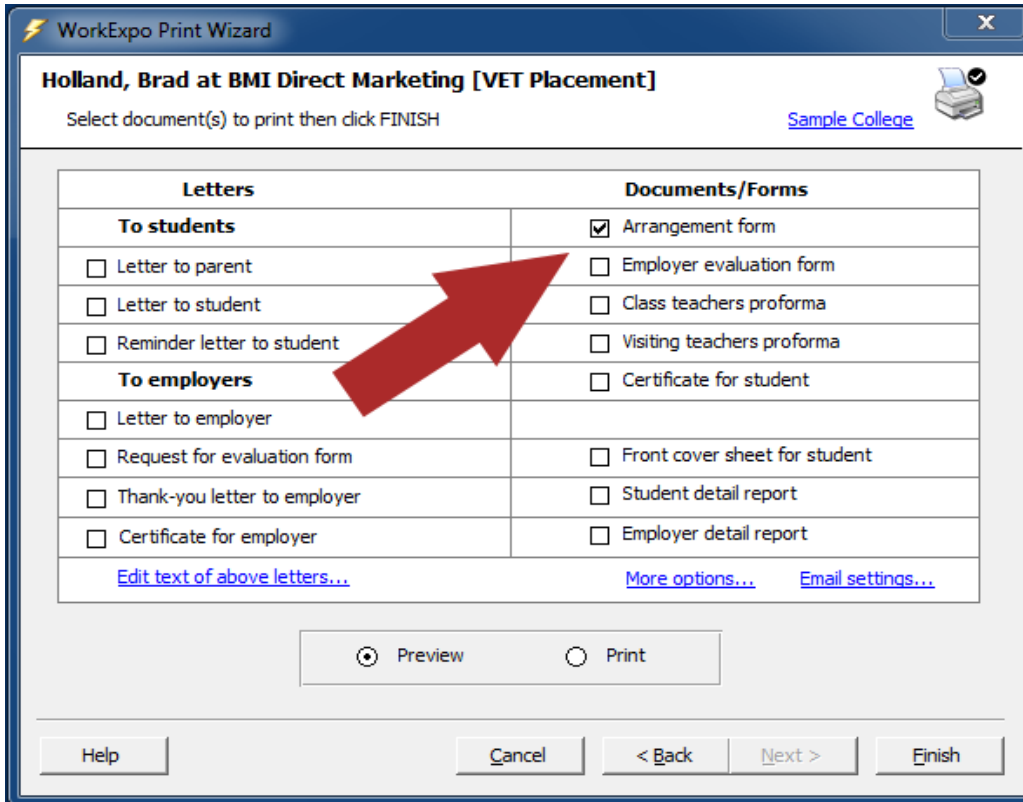 WorkExpo Print Wizard
X
Holland, Brad at BMI Direct Marketing [VET Placement]
Select document(s) to print then click FINISH
Sample College
Letters
Documents/Forms
To students
Arrangement form
Letter to parent
Employer evaluation form
Letter to student
Class teachers proforma
Reminder letter to student
Visiting teachers proforma
To employers
Certificate for student
Letter to employer
Request for evaluation form
Front cover sheet for student
Thank-you letter to employer
Student detail report
Certificate for employer
Employer detail report
Edit text of above letters...
More options...
Email settings...
Preview
Print
Help
Cancel
< Back
Next >
Finish